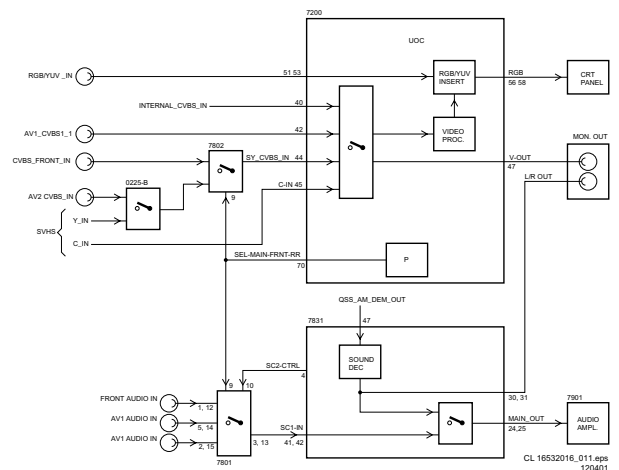 7200
UOC
RGB/YUV _IN
51 53
RGB/YUV
INSERT
RGB
56 58
CRT
PANEL
INTERNAL_CVBS_IN
40
AV1_CVBS1_1
42
VIDEO
PROC.
MON. OUT
7802
CVBS_FRONT_IN
SY_CVBS_IN 44
V-OUT
47
L/R OUT
0225-B
C-IN 45
AV2 CVBS_IN
9
Y_IN
SVHS
C_IN
SEL-MAIN-FRNT-RR
70
P
QSS_AM_DEM_OUT
7831
47
SOUND
DEC
SC2-CTRL
4
9
10
30, 31
FRONT AUDIO IN
1, 12
7901
AV1 AUDIO IN
5, 14
SC1-IN
3, 13
41, 42
MAIN_OUT
24,25
AUDIO
AMPL.
AV1 AUDIO IN
2, 15
7801
CL 16532016_011.eps
120401